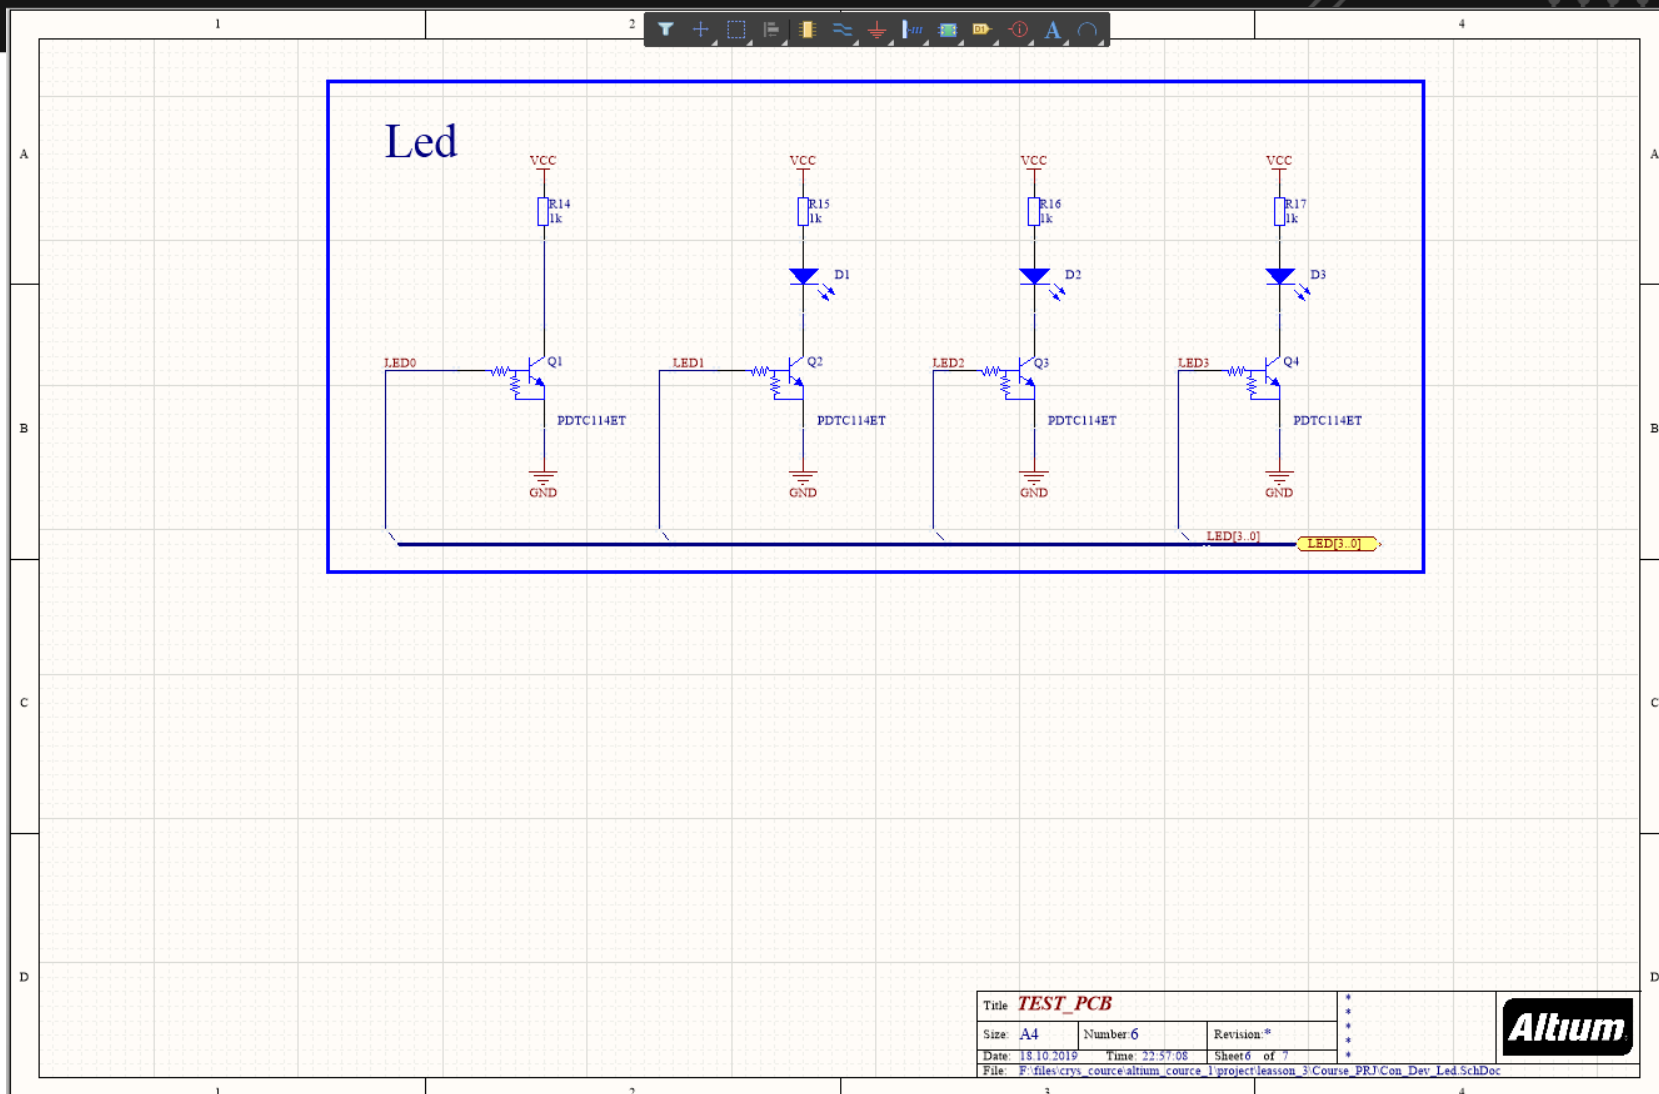 1 2 4
A A
Led
VCC VCC VCC VCC
R14 R15 R16 R17
1k 1k 1k 1k
D1 D2 D3
LED0 Q1 LED1 Q2 LED2 Q3 LED3 Q4
PDTC114ET PDTC114ET PDTC114ET PDTC114ET
B B
GND GND GND GND
LED[3..0] LED[3..0]
C C
D D
Title TEST_PCB
Size: A4 Number:6 Revision:*
Date: 18.10.2019 Time: 22:57:08 Sheet6 of 7
File: F:\files\crys_cource\altium_cource_1\project\leasson_3\Course_PRJ\Con_Dev_Led.SchDoc
*
*
*
*
*
Altium
1 2 3 4